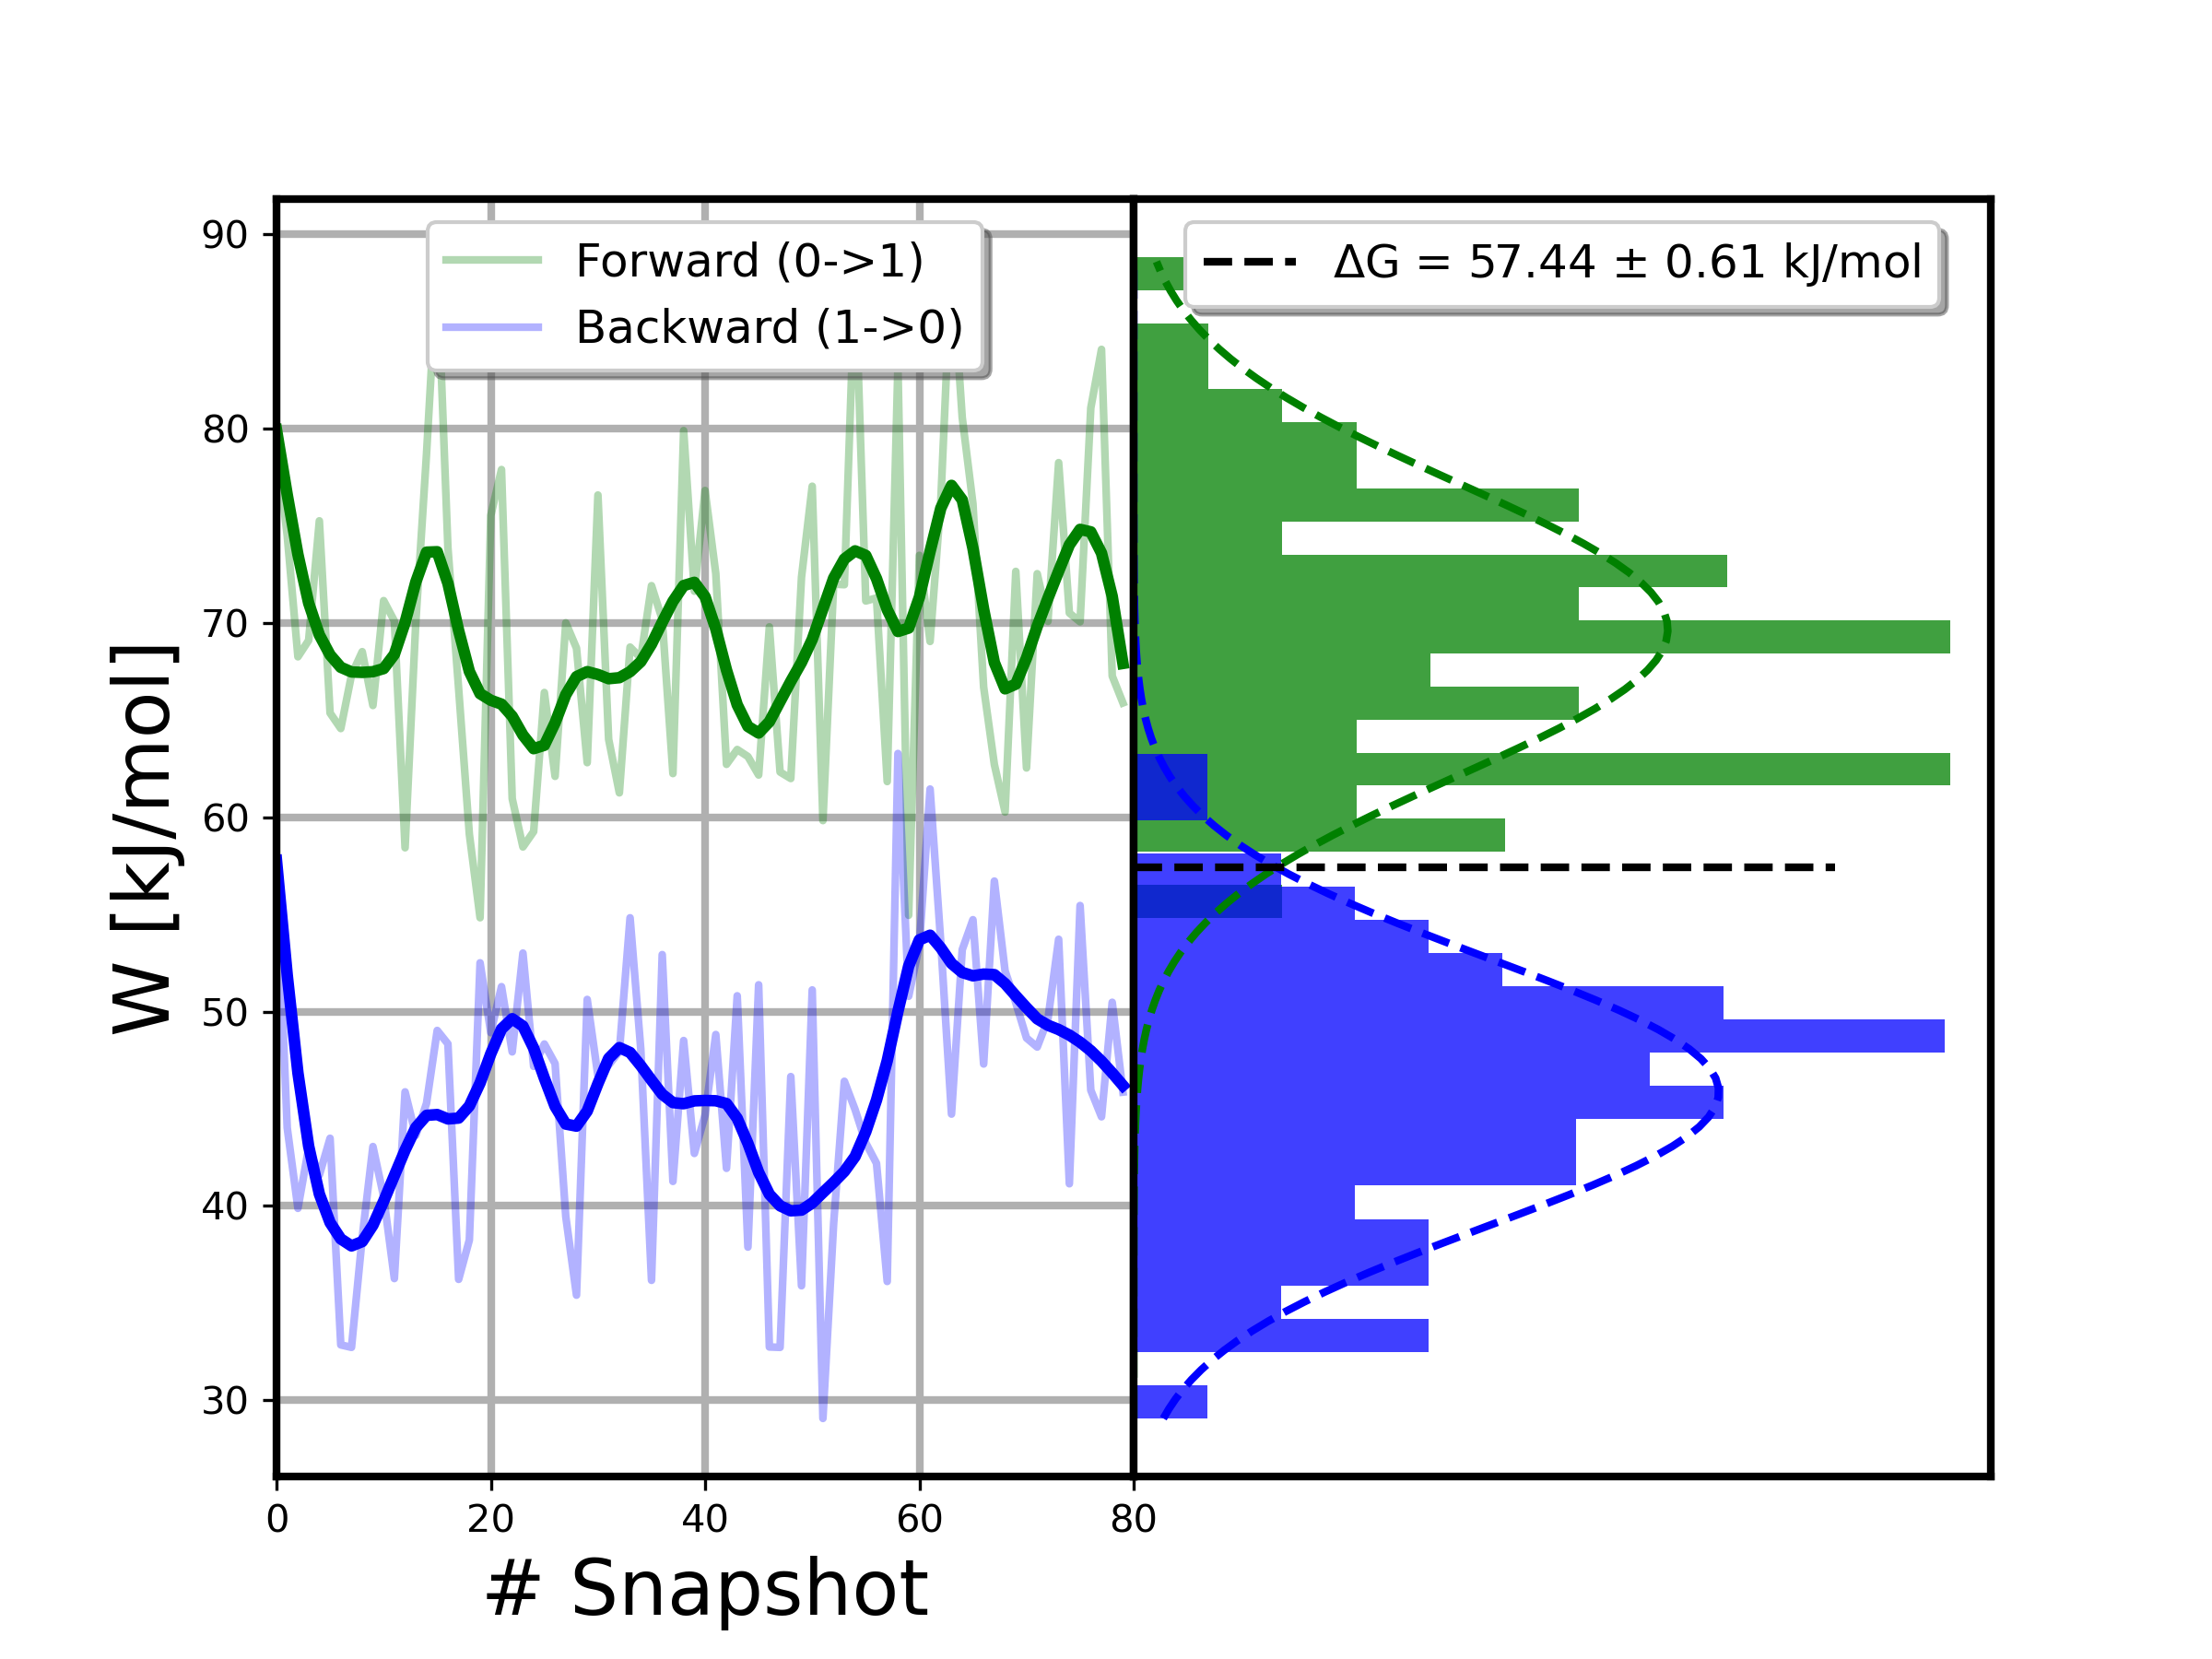 Forward (0->1)
Backward (1->0)
ΔG = 57.44 ± 0.61 kJ/mol
W [kJ/mol]
90
80
70
60
50
40
30
0 20 40 60 80
# Snapshot